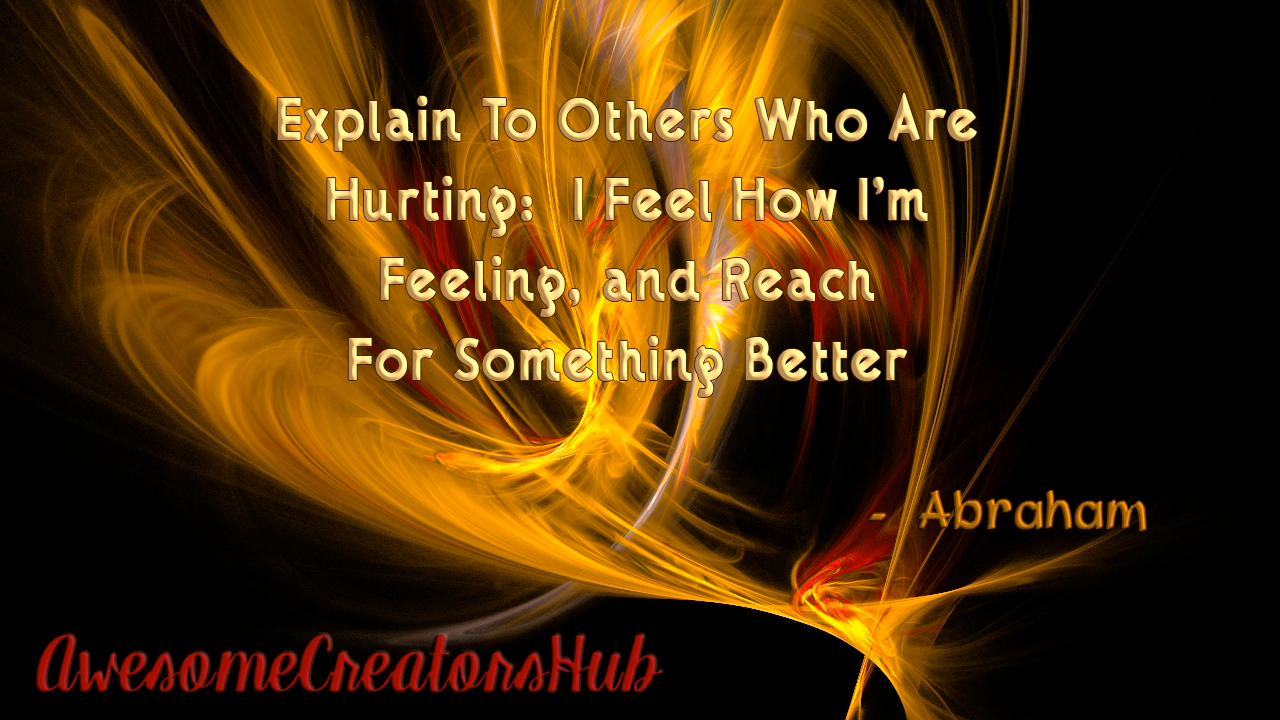 Explain To Others Who Are
Hurting:  I Feel How I'm
Feeling, and Reach
For Something Better
- Abraham
AwesomeCreatorsHub